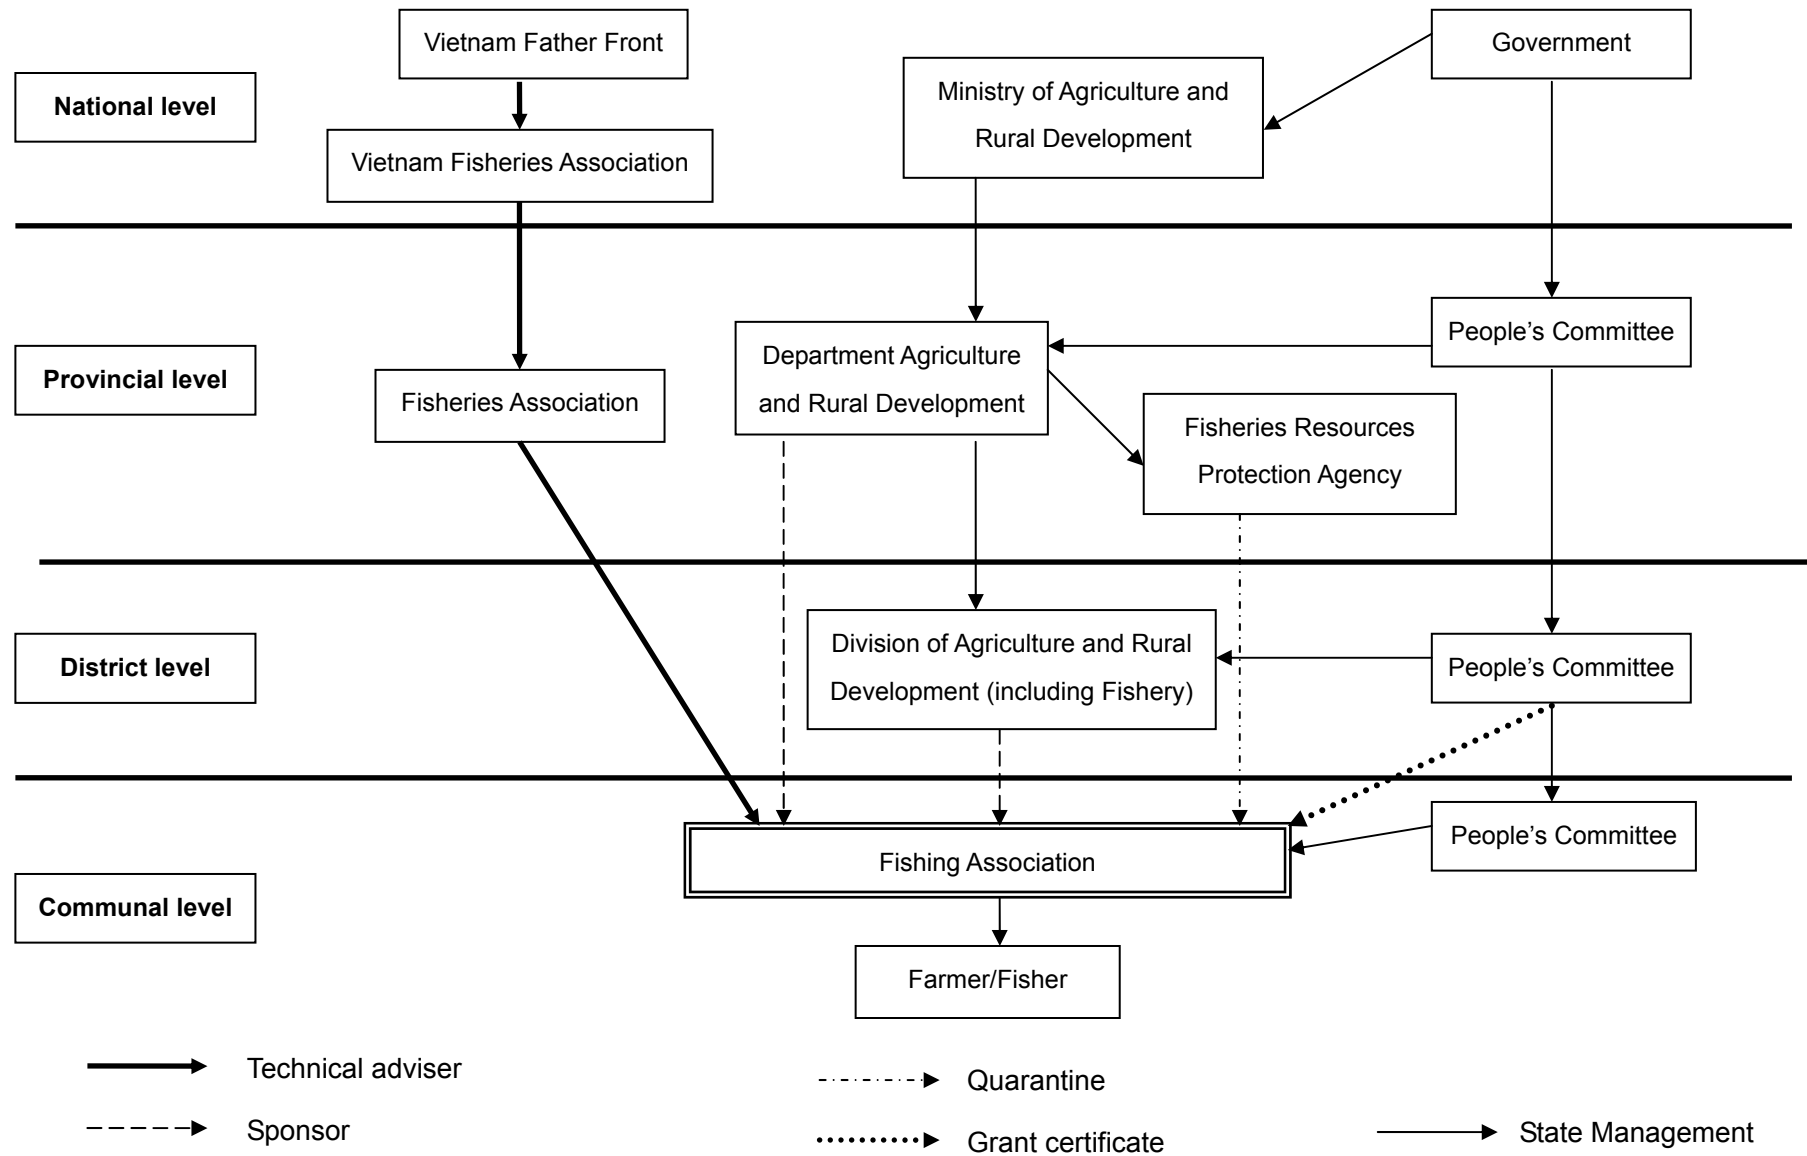 Vietnam Father Front
Government
National level
Ministry of Agriculture and
Rural Development
Vietnam Fisheries Association
Provincial level
Fisheries Association
Department Agriculture
and Rural Development
People’s Committee
Fisheries Resources
Protection Agency
District level
Division of Agriculture and Rural
Development (including Fishery)
People’s Committee
Communal level
Fishing Association
People’s Committee
Farmer/Fisher
Technical adviser
Sponsor
Quarantine
Grant certificate
State Management